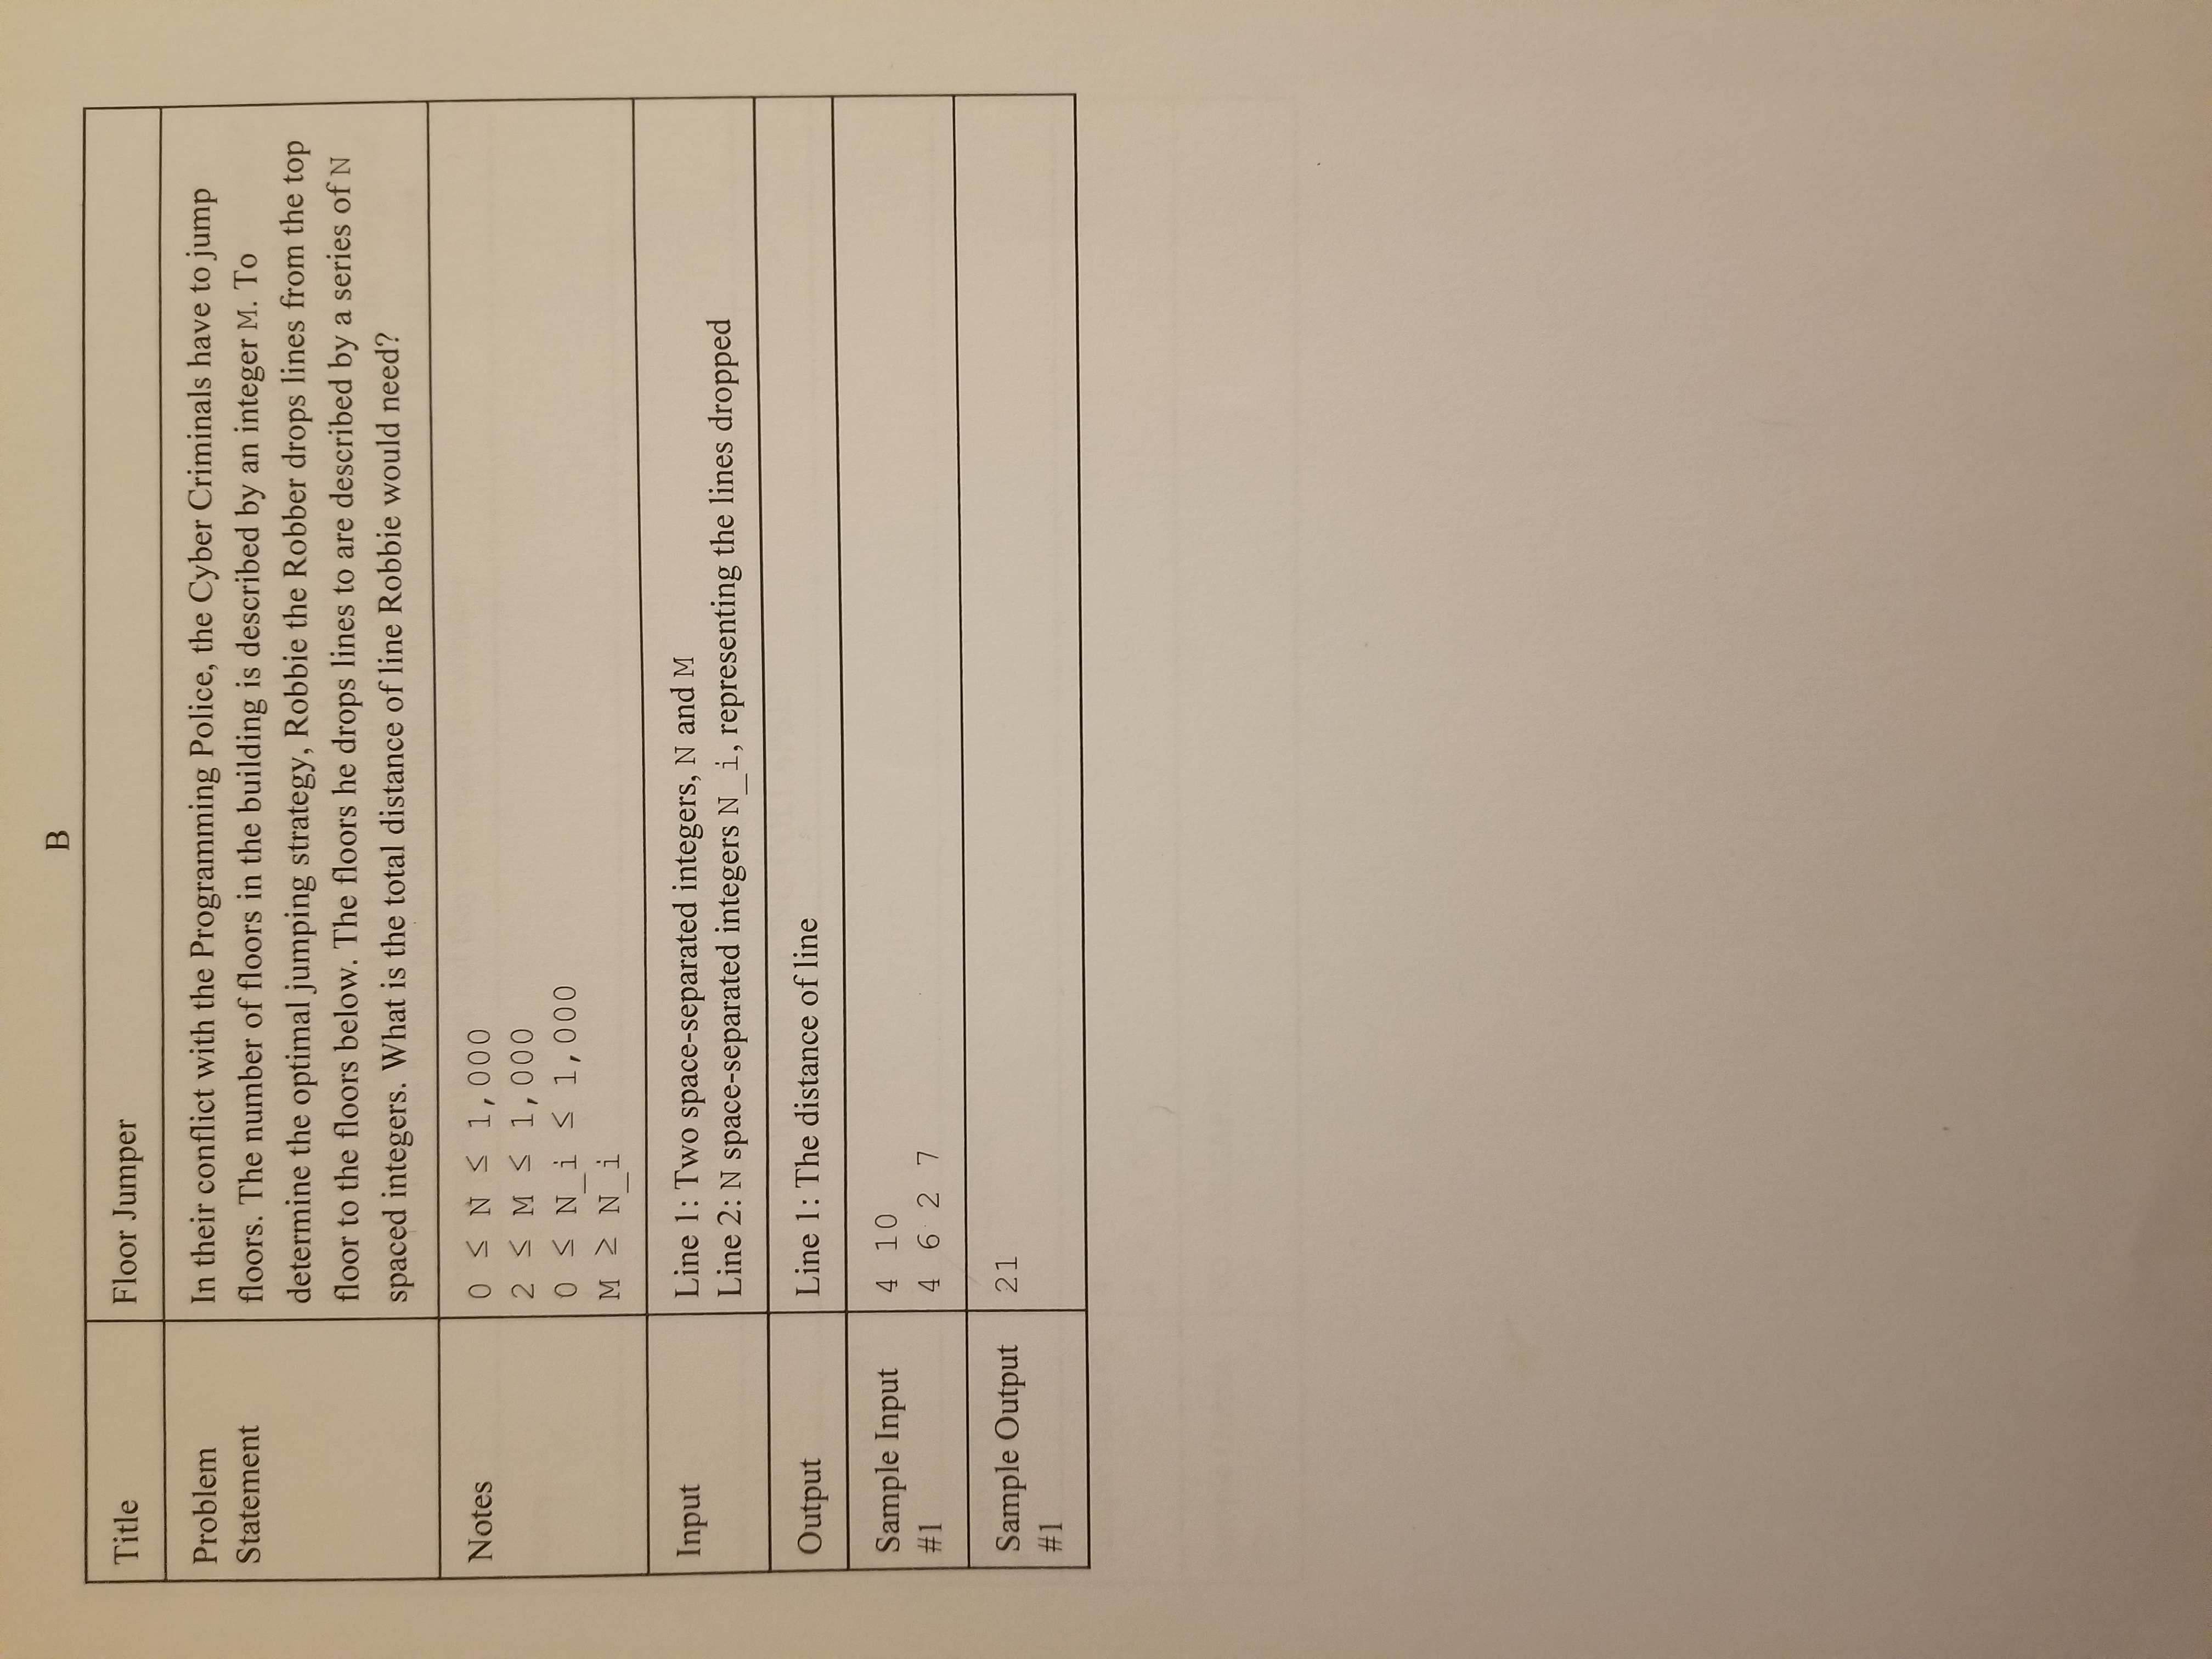 B
Title
Floor Jumper
Problem
Statement
In their conflict with the Programming Police, the Cyber Criminals have to jump
floors. The number of floors in the building is described by an integer M. To
determine the optimal jumping strategy, Robbie the Robber drops lines from the top
floor to the floors below. The floors he drops lines to are described by a series of N
spaced integers. What is the total distance of line Robbie would need?
Notes
0 ≤ N ≤ 1,000
2 ≤ M ≤ 1,000
0 ≤ N_i ≤ 1,000
M ≥ N_i
Input
Line 1: Two space-separated integers, N and M
Line 2: N space-separated integers N_i, representing the lines dropped
Output
Line 1: The distance of line
Sample Input
#1
4 10
4 6 2 7
Sample Output
#1
21